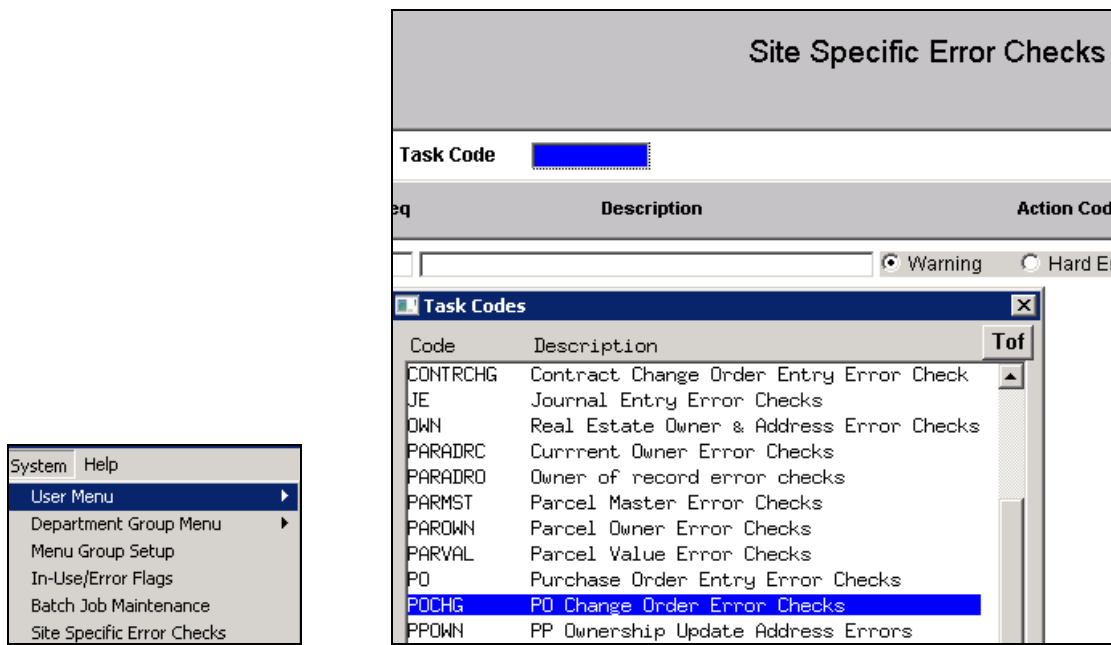 System Help
User Menu
Department Group Menu
Menu Group Setup
In-Use/Error Flags
Batch Job Maintenance
Site Specific Error Checks
Site Specific Error Checks
Task Code
eq Description Action Cod
Warning Hard E
Task Codes
Code Description Tof
CONTRCHG Contract Change Order Entry Error Check
JE Journal Entry Error Checks
OWN Real Estate Owner & Address Error Checks
PARADRC Currrent Owner Error Checks
PARADRO Owner of record error checks
PARMST Parcel Master Error Checks
PAROWN Parcel Owner Error Checks
PARVAL Parcel Value Error Checks
PO Purchase Order Entry Error Checks
POCHG PO Change Order Error Checks
PPOWN PP Ownership Update Address Errors